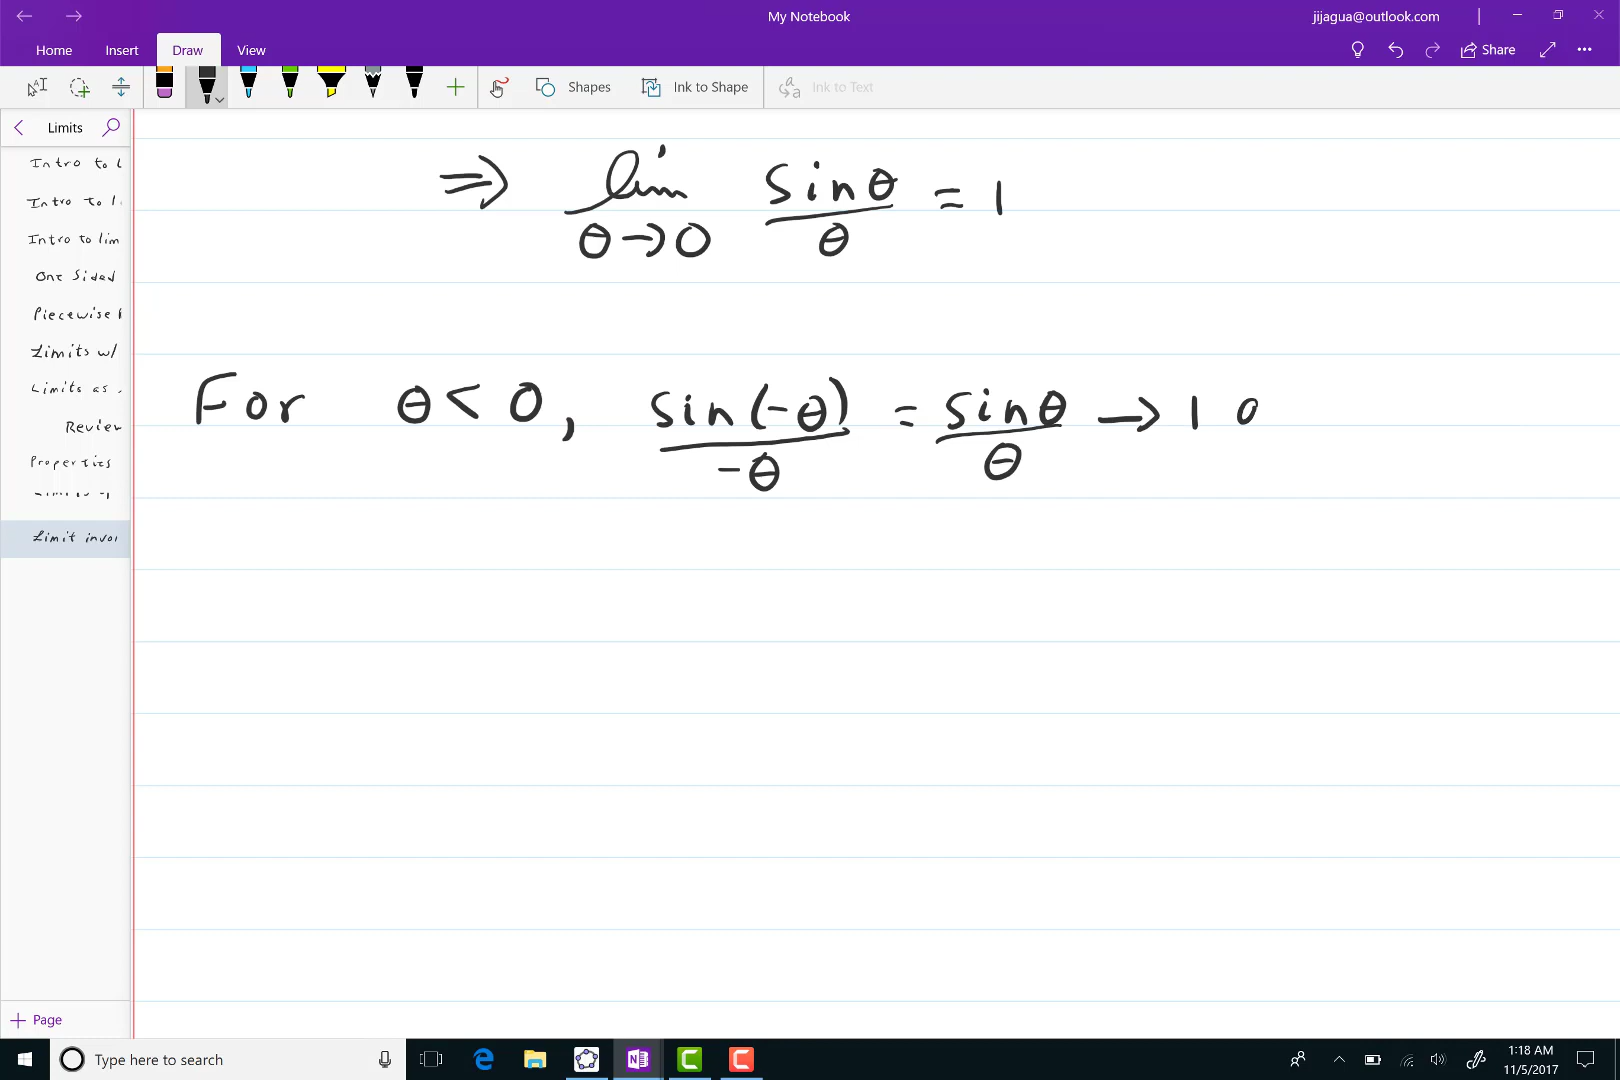 My Notebook
jijagua@outlook.com
Home Insert Draw View
Share
Shapes Ink to Shape Ink to Text
Limits
Intro to
Intro to l
Intro to lim
One Sided
Piecewise
Limits w/
Limits as
Review
Properties
Limit invol
Page
⇒ lim θ→0 sinθ/θ = 1
For θ < 0, sin(-θ)/-θ = sinθ/θ → 1 a
Type here to search
1:18 AM
11/5/2017